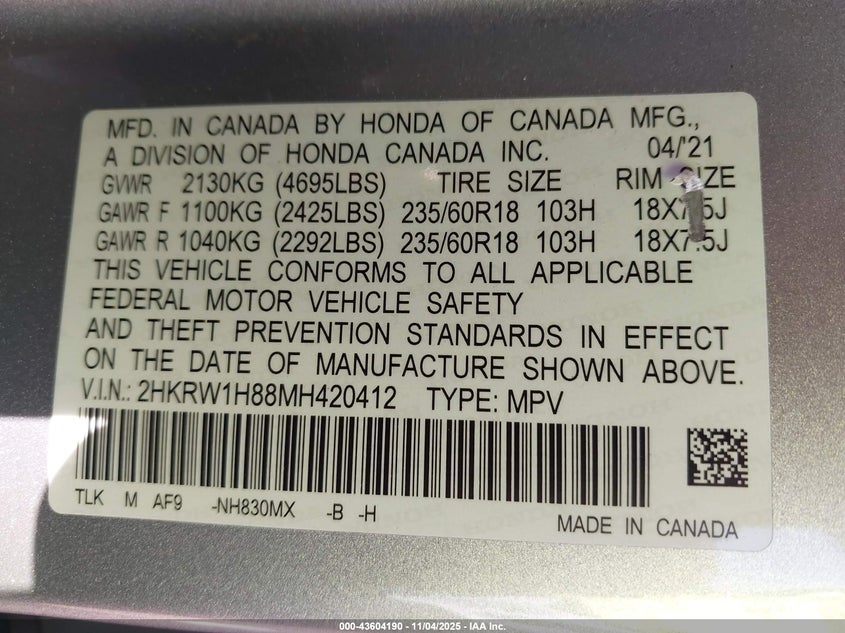 MFD. IN CANADA BY HONDA OF CANADA MFG.,
A DIVISION OF HONDA CANADA INC. 04/'21
GVWR 2130KG (4695LBS) TIRE SIZE RIM SIZE
GAWR F 1100KG (2425LBS) 235/60R18 103H 18X7.5J
GAWR R 1040KG (2292LBS) 235/60R18 103H 18X7.5J
THIS VEHICLE CONFORMS TO ALL APPLICABLE
FEDERAL MOTOR VEHICLE SAFETY
AND THEFT PREVENTION STANDARDS IN EFFECT
ON THE DATE OF MANUFACTURE SHOWN ABOVE.
V.I.N.: 2HKRW1H88MH420412 TYPE: MPV
TLK M AF9 -NH830MX -B -H
MADE IN CANADA
000-43604190 - 11/04/2025 - IAA Inc.